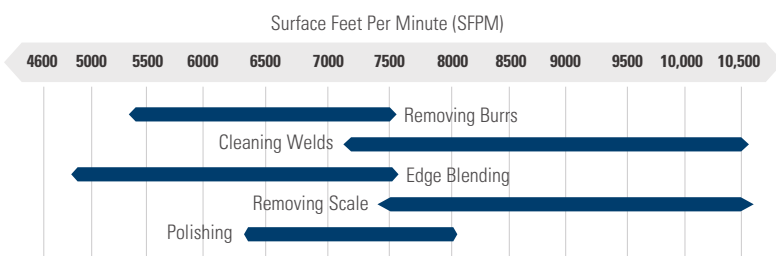 Surface Feet Per Minute (SFPM)
4600 5000 5500 6000 6500 7000 7500 8000 8500 9000 9500 10,000 10,500
Removing Burrs
Cleaning Welds
Edge Blending
Removing Scale
Polishing